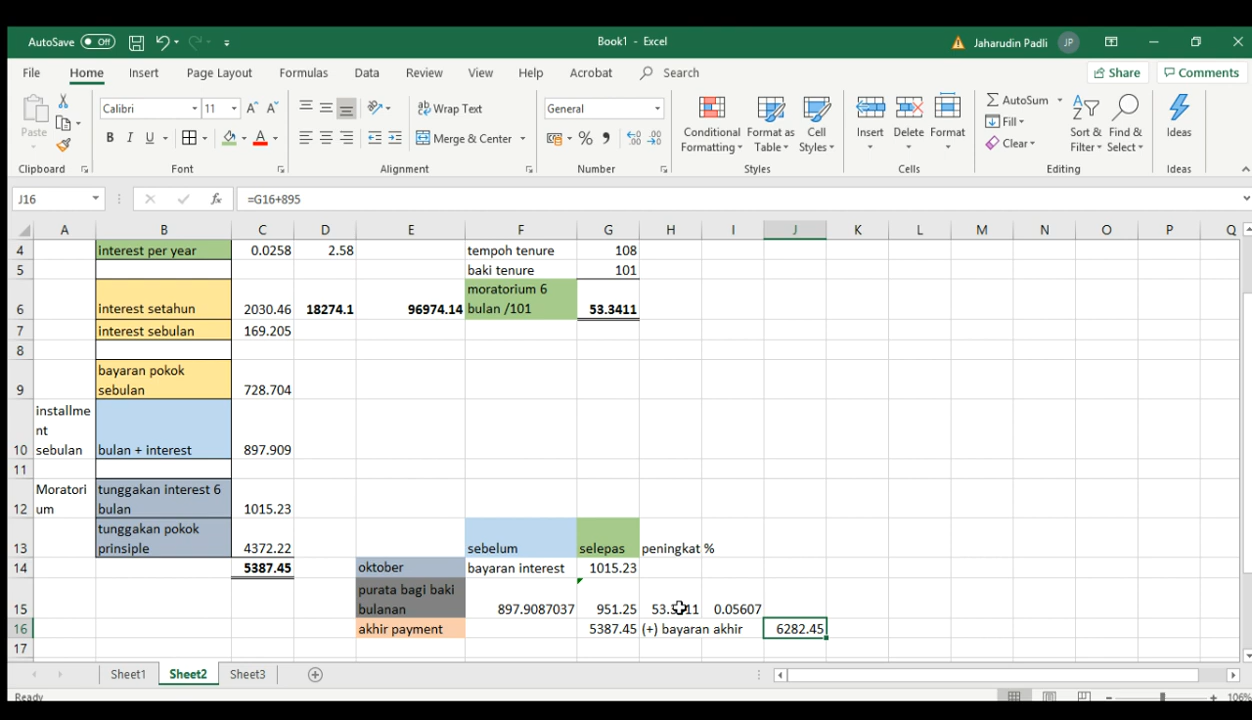 AutoSave Off Book1 - Excel Jaharudin Padli JP
File Home Insert Page Layout Formulas Data Review View Help Acrobat Search Share Comments
Paste Calibri 11 A A Wrap Text General Conditional Formatting Format as Table Cell Styles Insert Delete Format AutoSum Sort & Filter Find & Select Ideas
B I U A Merge & Center % , Fill
Clear
Clipboard Font Alignment Number Styles Cells Editing Ideas
J16 fx =G16+895
A B C D E F G H I J K L M N O P Q
4 interest per year 0.0258 2.58 tempoh tenure 108
5 baki tenure 101
moratorium 6
6 interest setahun 2030.46 18274.1 96974.14 bulan /101 53.3411
7 interest sebulan 169.205
8
bayaran pokok
9 sebulan 728.704
installme
nt
10 sebulan bulan + interest 897.909
11
Moratori tunggakan interest 6
12 um bulan 1015.23
tunggakan pokok
13 prinsiple 4372.22 sebelum selepas peningkat %
14 5387.45 oktober bayaran interest 1015.23
purata bagi baki
15 bulanan 897.9087037 951.25 0.05607
16 akhir payment 5387.45 (+) bayaran akhir 6282.45
17
Sheet1 Sheet2 Sheet3
Ready 106%